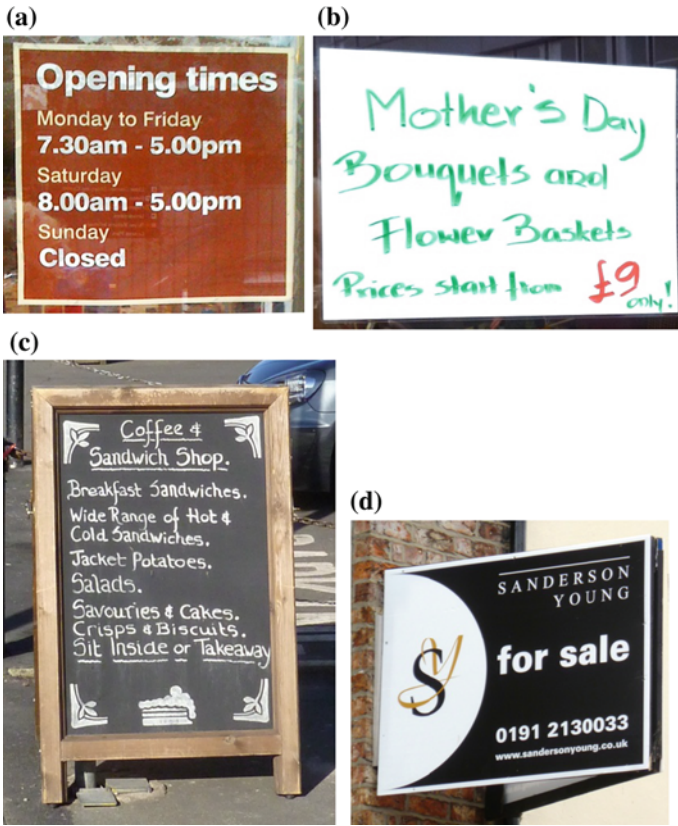 (a)
Opening times
Monday to Friday
7.30am - 5.00pm
Saturday
8.00am - 5.00pm
Sunday
Closed
(b)
Mother's Day
Bouquets and
Flower Baskets
Prices start from £9
only!
(c)
Coffee &
Sandwich Shop.
Breakfast Sandwiches.
Wide Range of Hot &
Cold Sandwiches.
Jacket Potatoes.
Salads.
Savouries & Cakes.
Crisps & Biscuits.
Sit Inside or Takeaway
(d)
SANDERSON
YOUNG
SY
for sale
0191 2130033
www.sandersonyoung.co.uk